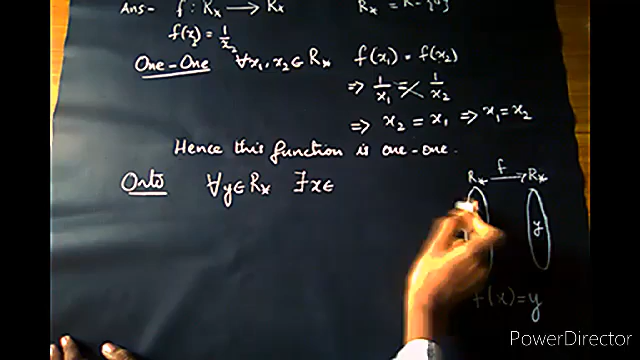 Ans- f : R* → R* R* = R - {0}
f(x) = 1/x
One-One ∀x₁, x₂ ∈ R* f(x₁) = f(x₂)
⇒ 1/x₁ = 1/x₂
⇒ x₂ = x₁ ⇒ x₁ = x₂
Hence this function is one-one.
Onto ∀y ∈ R* ∃x ∈
R* f→ R*
y
f(x) = y
PowerDirector